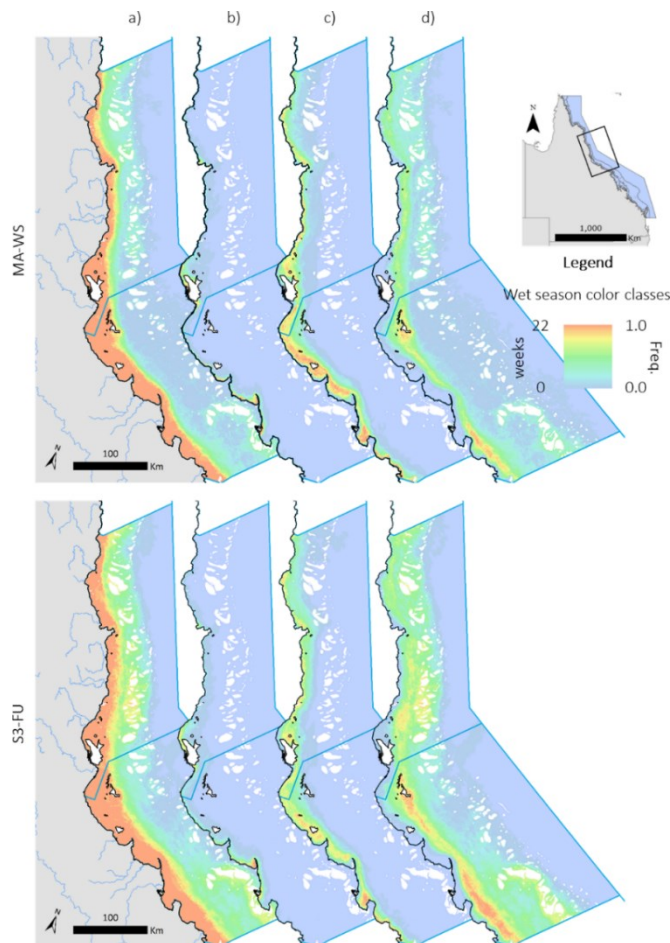 a) b) c) d)
MA-WS
N
1,000
Km
Legend
Wet season color classes
22 1.0
weeks Freq.
0 0.0
N
100
Km
S3-FU
N
100
Km